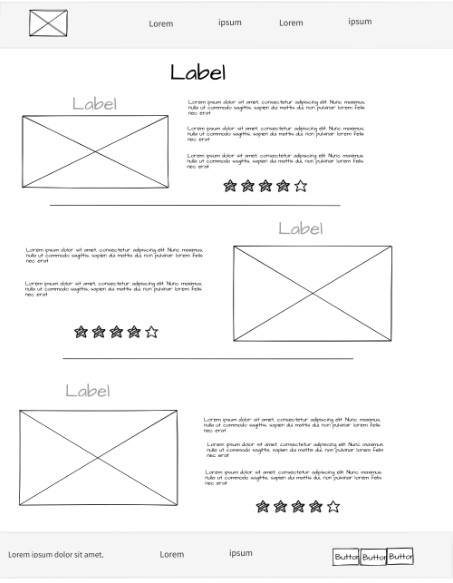 Lorem ipsum Lorem ipsum
Label
Label
Lorem ipsum dolor sit amet, consectetur adipiscing elit. Nunc maximus,
nulla ut commodo sagittis, sapien dui mattis dui, non pulvinar lorem felis
nec erat
Lorem ipsum dolor sit amet, consectetur adipiscing elit. Nunc maximus,
nulla ut commodo sagittis, sapien dui mattis dui, non pulvinar lorem felis
nec erat
Lorem ipsum dolor sit amet, consectetur adipiscing elit. Nunc maximus,
nulla ut commodo sagittis, sapien dui mattis dui, non pulvinar lorem felis
nec erat
Label
Lorem ipsum dolor sit amet, consectetur adipiscing elit. Nunc maximus,
nulla ut commodo sagittis, sapien dui mattis dui, non pulvinar lorem felis
nec erat
Lorem ipsum dolor sit amet, consectetur adipiscing elit. Nunc maximus,
nulla ut commodo sagittis, sapien dui mattis dui, non pulvinar lorem felis
nec erat
Label
Lorem ipsum dolor sit amet, consectetur adipiscing elit. Nunc maximus,
nulla ut commodo sagittis, sapien dui mattis dui, non pulvinar lorem felis
nec erat
Lorem ipsum dolor sit amet, consectetur adipiscing elit. Nunc maximus,
nulla ut commodo sagittis, sapien dui mattis dui, non pulvinar lorem felis
nec erat
Lorem ipsum dolor sit amet, consectetur adipiscing elit. Nunc maximus,
nulla ut commodo sagittis, sapien dui mattis dui, non pulvinar lorem felis
nec erat
Lorem ipsum dolor sit amet, Lorem ipsum Button Button Button